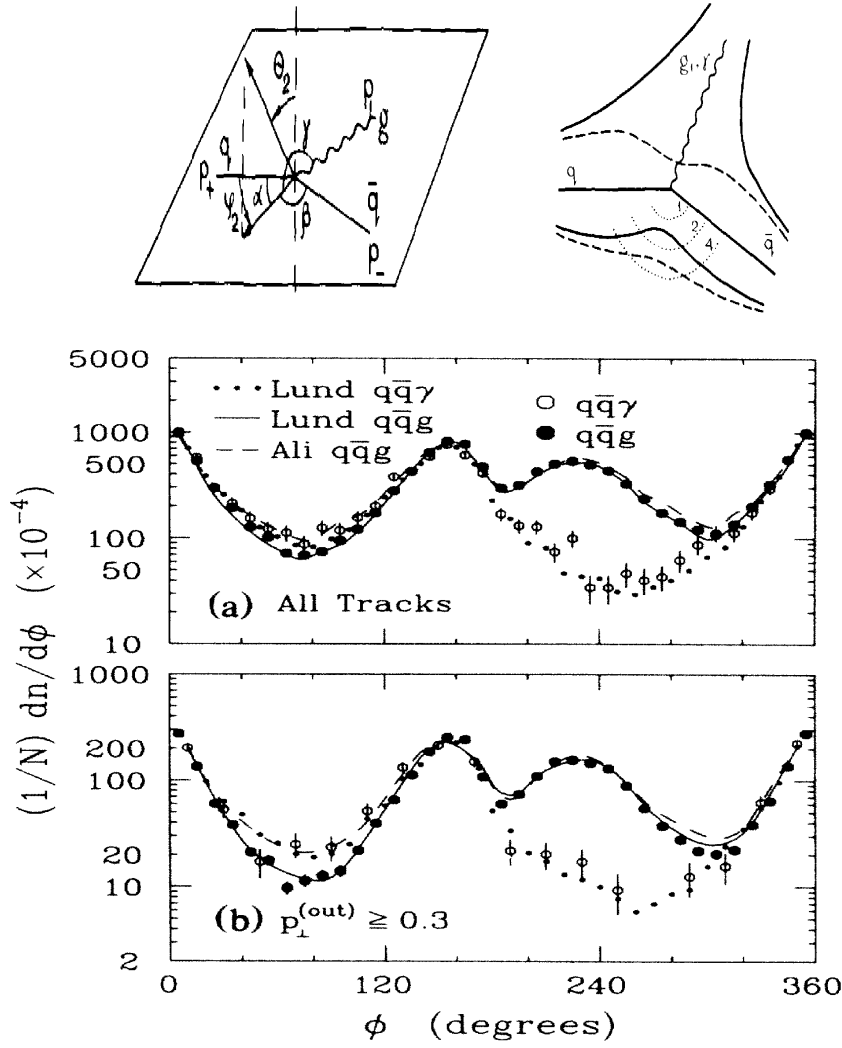 Θ₂
γ
p
g
q
p₊
φ₂
α
β
q̄
p₋
g, γ
q
1
2
4
q̄
5000
1000
500
100
50
10
Lund qq̄γ
Lund qq̄g
Ali qq̄g
qq̄γ
qq̄g
(a) All Tracks
(1/N) dn/dϕ (×10⁻⁴)
1000
200
100
20
10
2
(b) p⊥^(out) ≧ 0.3
0 120 240 360
ϕ (degrees)